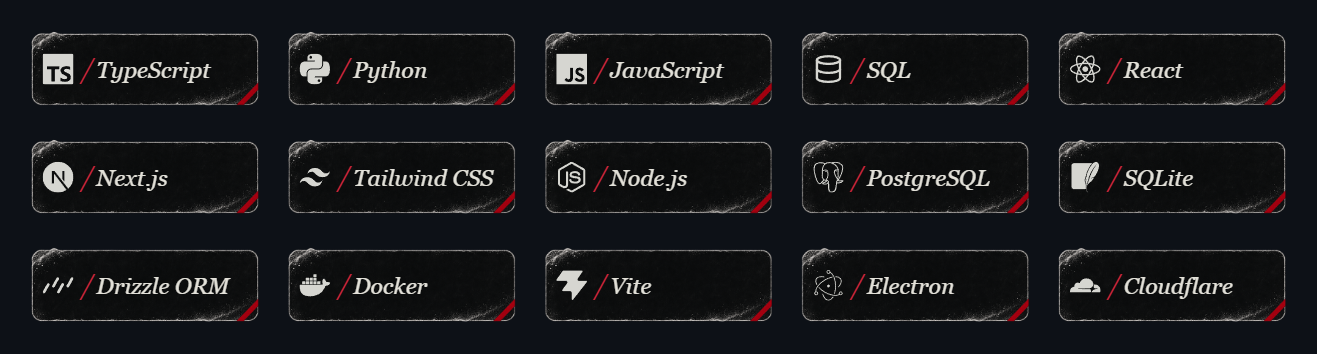 TS /TypeScript
/Python
JS /JavaScript
/SQL
/React
N /Next.js
/Tailwind CSS
JS /Node.js
/PostgreSQL
/SQLite
/Drizzle ORM
/Docker
/Vite
/Electron
/Cloudflare